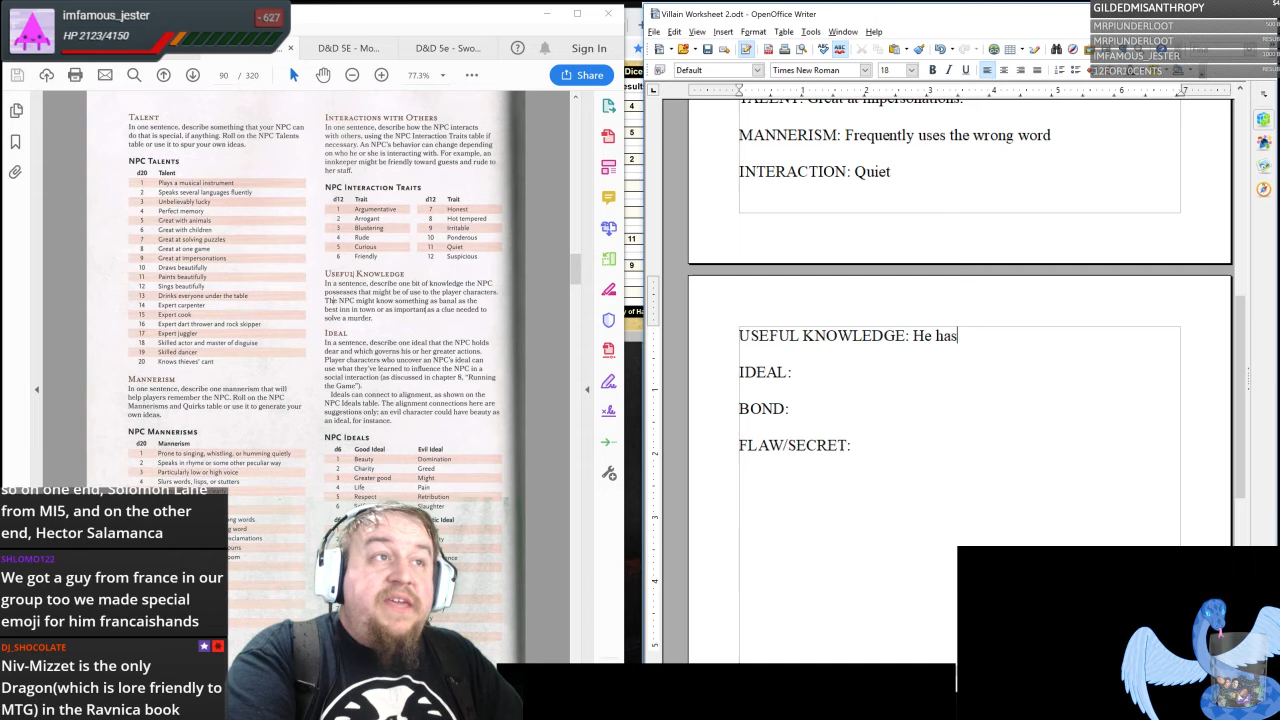 imfamous_jester
HP 2123/4150
- 627
D&D 5E - Mo...
D&D 5E - Swo...
Sign In
90 / 320
77.3%
Share
TALENT
In one sentence, describe something that your NPC can
do that is special, if anything. Roll on the NPC Talents
table or use it to spur your own ideas.
NPC TALENTS
d20 Talent
1 Plays a musical instrument
2 Speaks several languages fluently
3 Unbelievably lucky
4 Perfect memory
5 Great with animals
6 Great with children
7 Great at solving puzzles
8 Great at one game
9 Great at impersonations
10 Draws beautifully
11 Paints beautifully
12 Sings beautifully
13 Drinks everyone under the table
14 Expert carpenter
15 Expert cook
16 Expert dart thrower and rock skipper
17 Expert juggler
18 Skilled actor and master of disguise
19 Skilled dancer
20 Knows thieves' cant
MANNERISM
In one sentence, describe one mannerism that will
help players remember the NPC. Roll on the NPC
Mannerisms and Quirks table or use it to generate your
own ideas.
NPC MANNERISMS
d20 Mannerism
1 Prone to singing, whistling, or humming quietly
2 Speaks in rhyme or some other peculiar way
3 Particularly low or high voice
4 Slurs words, lisps, or stutters
INTERACTIONS WITH OTHERS
In one sentence, describe how the NPC interacts
with others, using the NPC Interaction Traits table if
necessary. An NPC's behavior can change depending
on who he or she is interacting with. For example, an
innkeeper might be friendly toward guests and rude to
her staff.
NPC INTERACTION TRAITS
d12 Trait d12 Trait
1 Argumentative 7 Honest
2 Arrogant 8 Hot tempered
3 Blustering 9 Irritable
4 Rude 10 Ponderous
5 Curious 11 Quiet
6 Friendly 12 Suspicious
USEFUL KNOWLEDGE
In a sentence, describe one bit of knowledge the NPC
possesses that might be of use to the player characters.
The NPC might know something as banal as the
best inn in town or as important as a clue needed to
solve a murder.
IDEAL
In a sentence, describe one ideal that the NPC holds
dear and which governs his or her greater actions.
Player characters who uncover an NPC's ideal can
use what they've learned to influence the NPC in a
social interaction (as discussed in chapter 8, "Running
the Game").
Ideals can connect to alignment, as shown on the
NPC Ideals table. The alignment connections here are
suggestions only; an evil character could have beauty as
an ideal, for instance.
NPC IDEALS
d6 Good Ideal Evil Ideal
1 Beauty Domination
2 Charity Greed
3 Greater good Might
4 Life Pain
5 Respect Retribution
Slaughter
so on one end, Solomon Lane
from MI5, and on the other
end, Hector Salamanca
SHLOMO122
We got a guy from france in our
group too we made special
emoji for him francaishands
DJ_SHOCOLATE
Niv-Mizzet is the only
Dragon(which is lore friendly to
MTG) in the Ravnica book
Villain Worksheet 2.odt - OpenOffice Writer
File Edit View Insert Format Table Tools Window Help
Default
Times New Roman
18
GILDEDMISANTHROPY
MRPIUNDERLOOT
MRPIUNDERLOOT
IMFAMOUS_JESTER
12FOR10CENTS
TALENT: Great at impersonations.
MANNERISM: Frequently uses the wrong word
INTERACTION: Quiet
USEFUL KNOWLEDGE: He has
IDEAL:
BOND:
FLAW/SECRET: